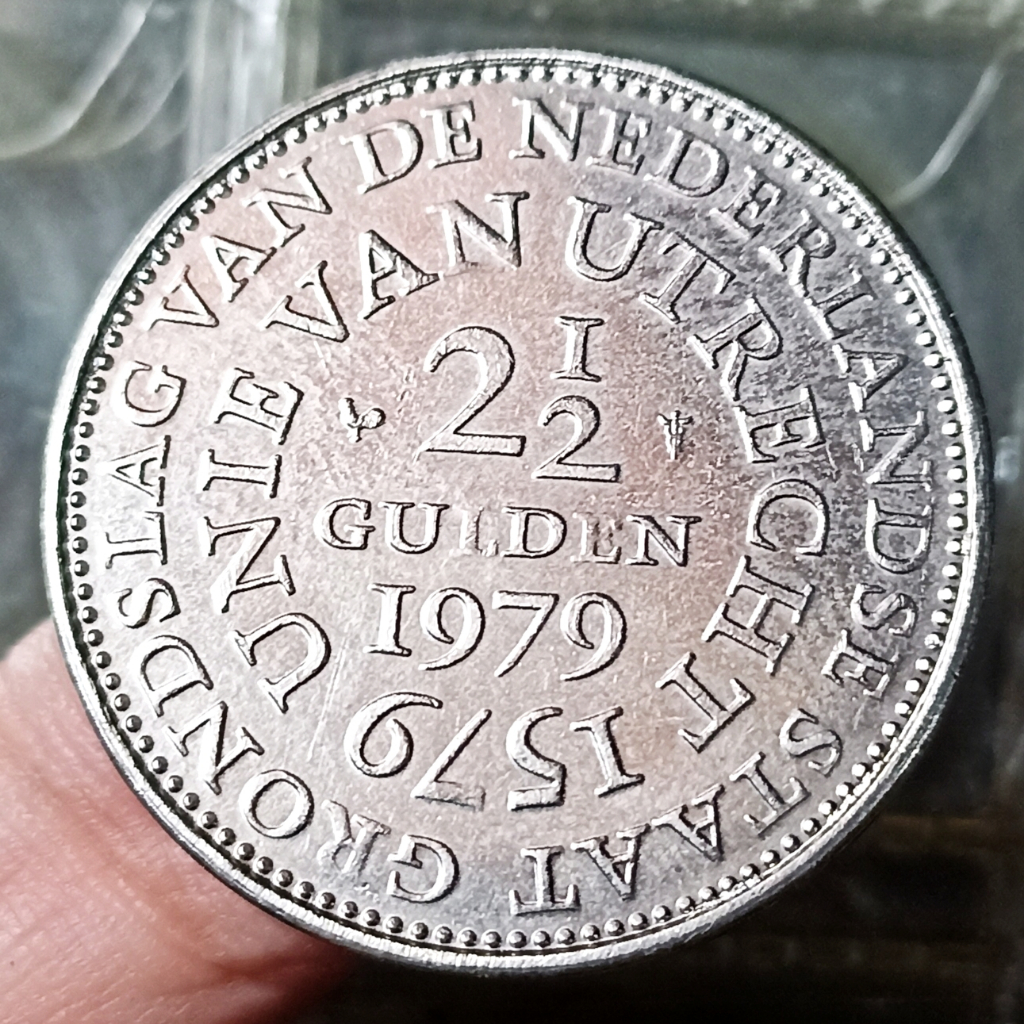 GRONDSLAG VAN DE NEDERLANDSE STAAT
UNIE VAN UTRECHT 1579
2 1/2
GULDEN
1979